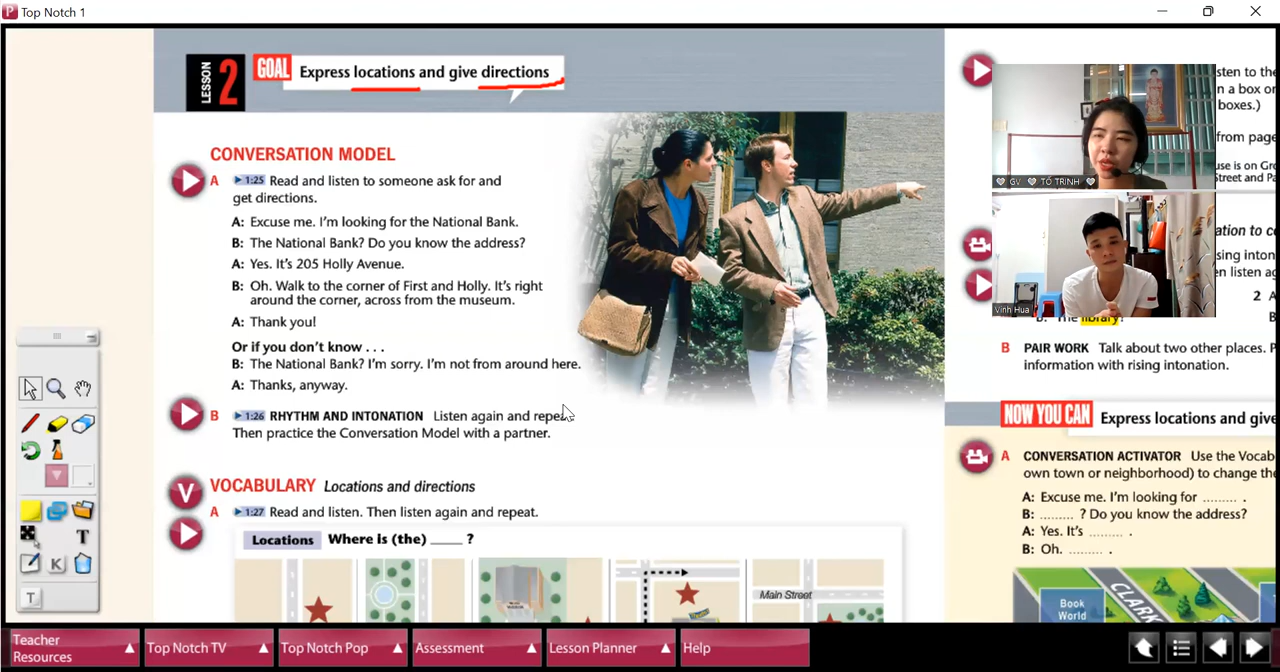 Top Notch 1
LESSON 2
GOAL Express locations and give directions
CONVERSATION MODEL
A 1:25 Read and listen to someone ask for and
get directions.
A: Excuse me. I'm looking for the National Bank.
B: The National Bank? Do you know the address?
A: Yes. It's 205 Holly Avenue.
B: Oh. Walk to the corner of First and Holly. It's right
around the corner, across from the museum.
A: Thank you!
Or if you don't know . . .
B: The National Bank? I'm sorry. I'm not from around here.
A: Thanks, anyway.
B 1:26 RHYTHM AND INTONATION Listen again and repea
Then practice the Conversation Model with a partner.
V VOCABULARY Locations and directions
A 1:27 Read and listen. Then listen again and repeat.
Locations Where is (the) ____ ?
Main Street
sten to the
n a box or
boxes.)
from page
use is on Gr
Street and Pa
GV TỐ TRINH
ation to c
sing inton
en listen ag
2 A
Vinh Hua
B: The library?
B
B PAIR WORK Talk about two other places. P
information with rising intonation.
NOW YOU CAN Express locations and give
A CONVERSATION ACTIVATOR Use the Vocab
own town or neighborhood) to change the
A: Excuse me. I'm looking for ......... .
B: ......... ? Do you know the address?
A: Yes. It's ......... .
B: Oh. ......... .
Book
World
CLARK
T
K
T
Teacher
Resources
Top Notch TV
Top Notch Pop
Assessment
Lesson Planner
Help